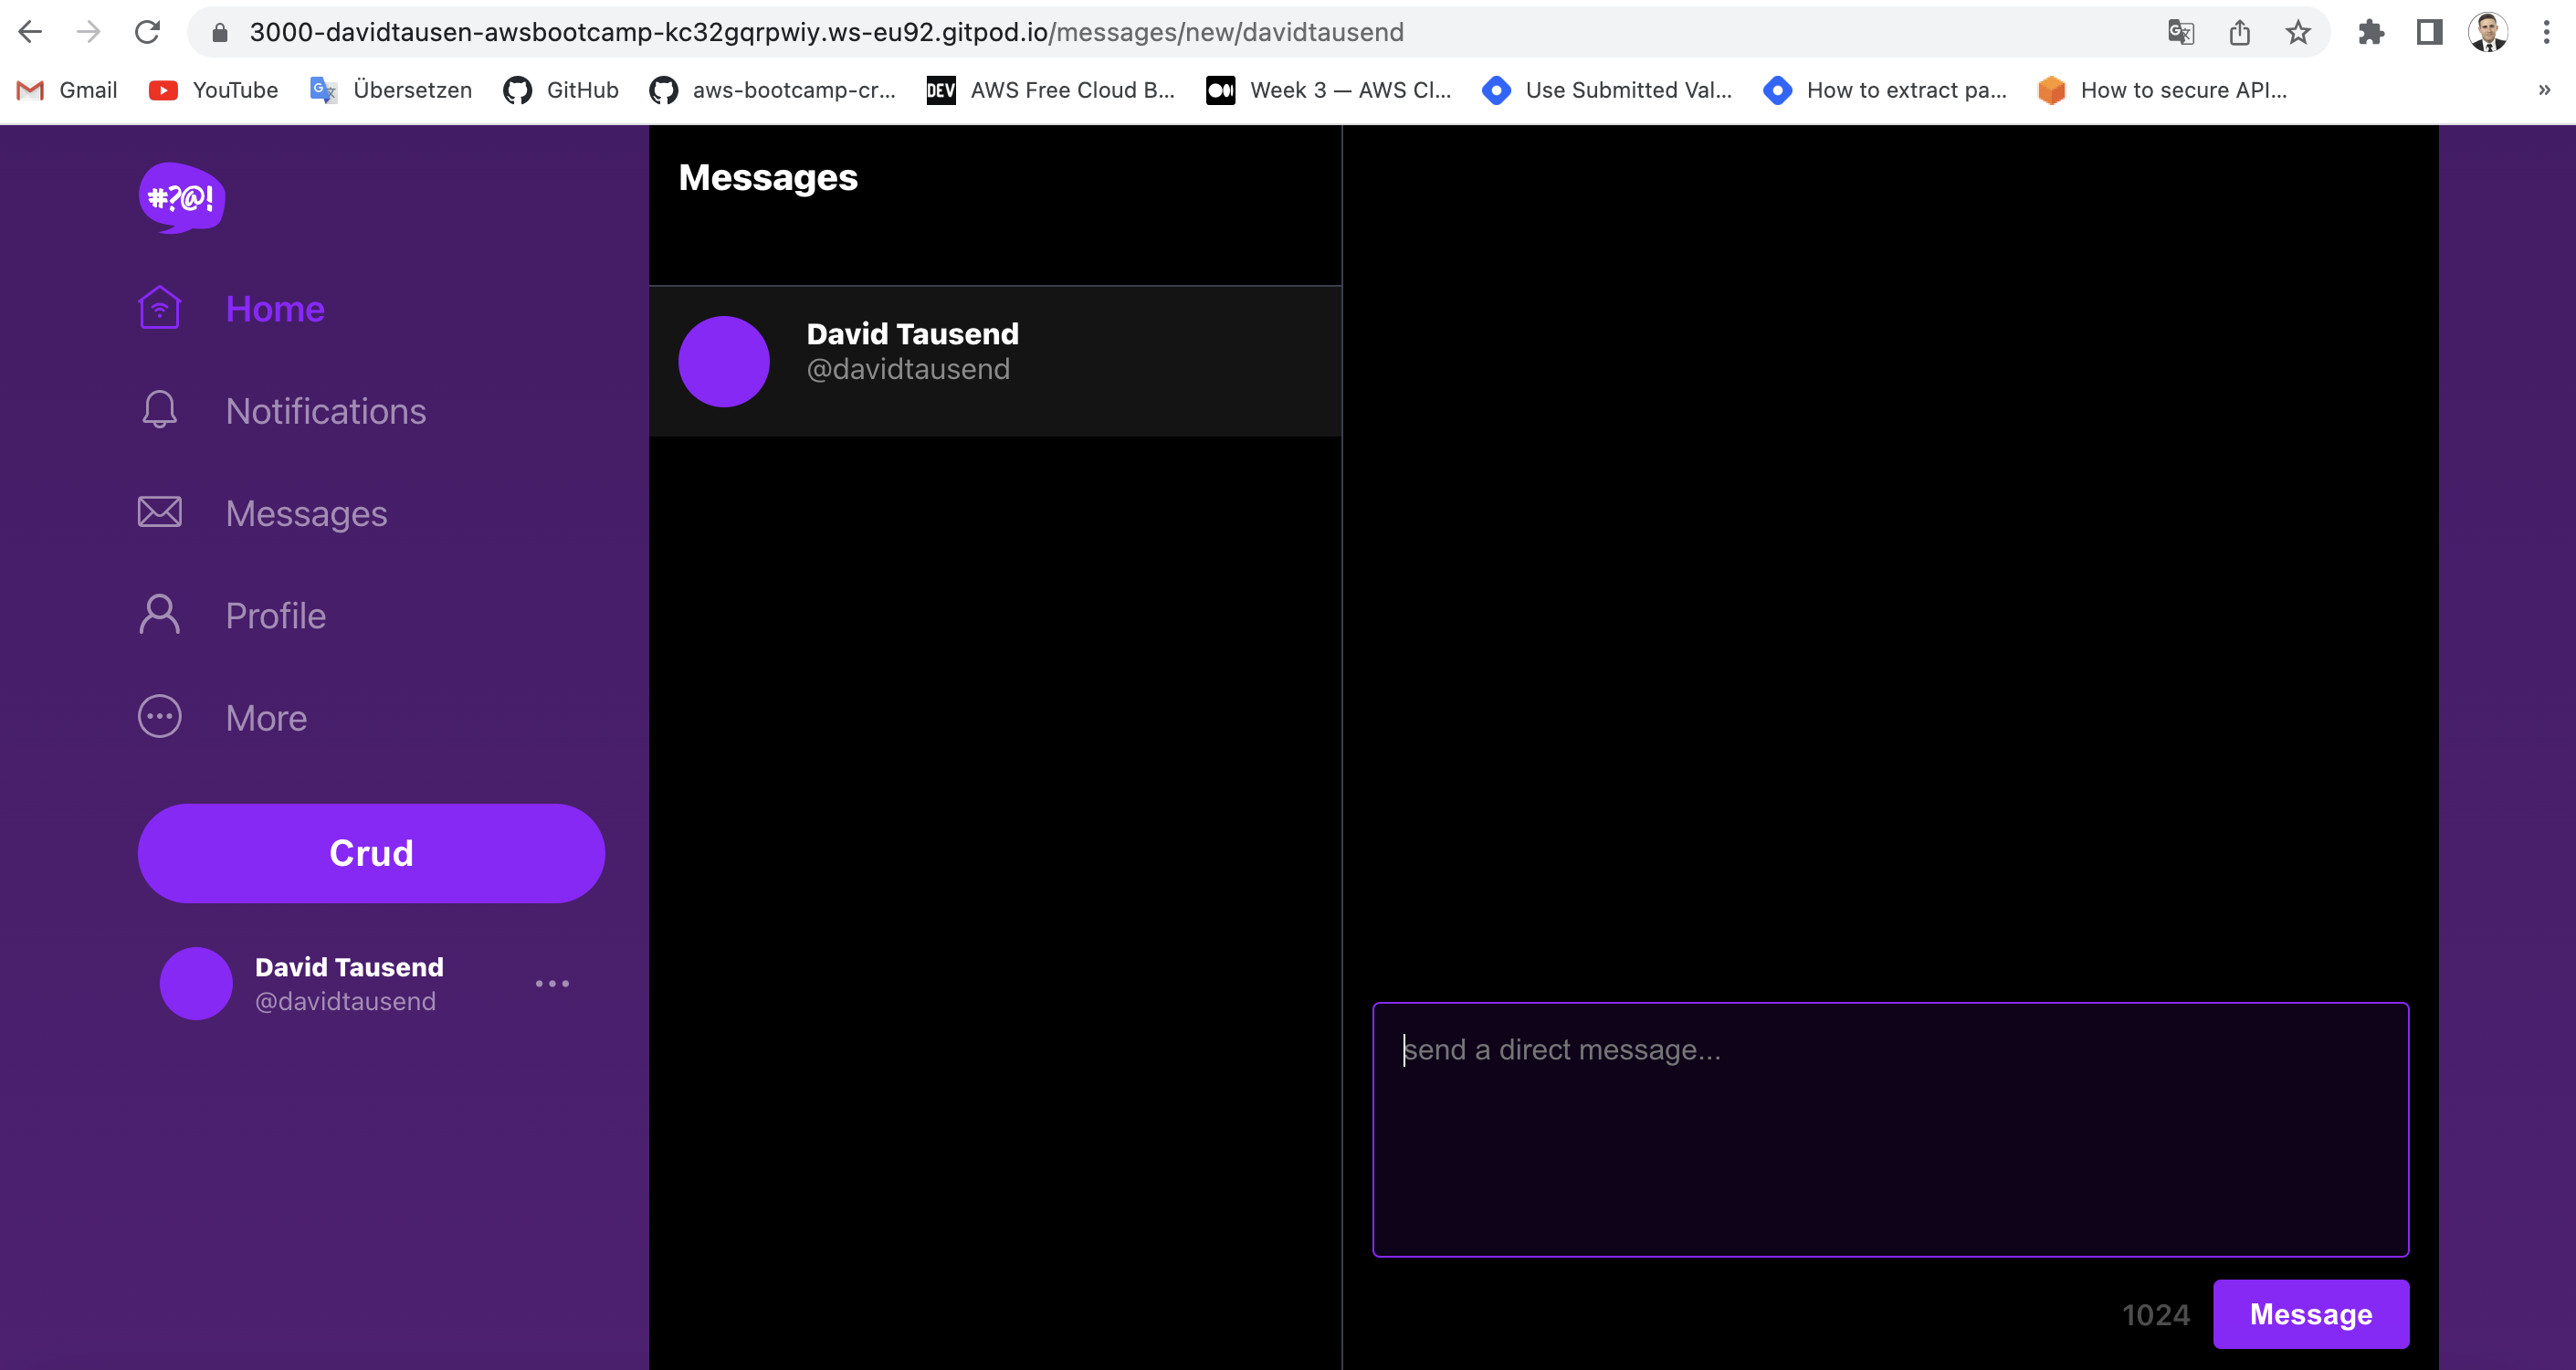 3000-davidtausen-awsbootcamp-kc32gqrpwiy.ws-eu92.gitpod.io/messages/new/davidtausend
Gmail YouTube Übersetzen GitHub aws-bootcamp-cr... DEV AWS Free Cloud B... Week 3 — AWS Cl... Use Submitted Val... How to extract pa... How to secure API... »
#?@!
Home
Notifications
Messages
Profile
More
Crud
David Tausend
@davidtausend
Messages
David Tausend
@davidtausend
send a direct message...
1024 Message